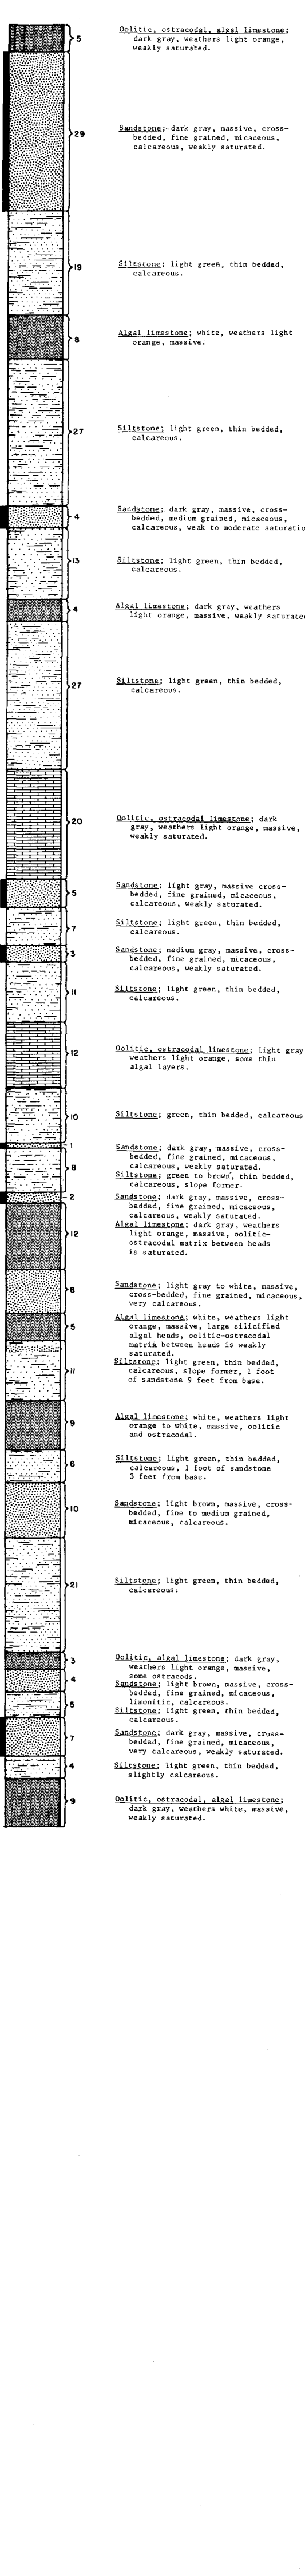 5
Oolitic, ostracodal, algal limestone;
dark gray, weathers light orange,
weakly saturated.
29
Sandstone; dark gray, massive, cross-
bedded, fine grained, micaceous,
calcareous, weakly saturated.
19
Siltstone; light green, thin bedded,
calcareous.
8
Algal limestone; white, weathers light
orange, massive.
27
Siltstone; light green, thin bedded,
calcareous.
4
Sandstone; dark gray, massive, cross-
bedded, medium grained, micaceous,
calcareous, weak to moderate saturatio
13
Siltstone; light green, thin bedded,
calcareous.
4
Algal limestone; dark gray, weathers
light orange, massive, weakly saturate
27
Siltstone; light green, thin bedded,
calcareous.
20
Oolitic, ostracodal limestone; dark
gray, weathers light orange, massive,
weakly saturated.
5
Sandstone; light gray, massive cross-
bedded, fine grained, micaceous,
calcareous, weakly saturated.
7
Siltstone; light green, thin bedded,
calcareous.
3
Sandstone; medium gray, massive, cross-
bedded, fine grained, micaceous,
calcareous, weakly saturated.
11
Siltstone; light green, thin bedded,
calcareous.
12
Oolitic, ostracodal limestone; light gray
weathers light orange, some thin
algal layers.
10
Siltstone; green, thin bedded, calcareous
1
Sandstone; dark gray, massive, cross-
bedded, fine grained, micaceous,
calcareous, weakly saturated.
8
Siltstone; green to brown, thin bedded,
calcareous, slope former.
2
Sandstone; dark gray, massive, cross-
bedded, fine grained, micaceous,
calcareous, weakly saturated.
12
Algal limestone; dark gray, weathers
light orange, massive, oolitic-
ostracodal matrix between heads
is saturated.
8
Sandstone; light gray to white, massive,
cross-bedded, fine grained, micaceous,
very calcareous.
5
Algal limestone; white, weathers light
orange, massive, large silicified
algal heads, oolitic-ostracodal
matrix between heads is weakly
saturated.
11
Siltstone; light green, thin bedded,
calcareous, slope former, 1 foot
of sandstone 9 feet from base.
9
Algal limestone; white, weathers light
orange to white, massive, oolitic
and ostracodal.
6
Siltstone; light green, thin bedded,
calcareous, 1 foot of sandstone
3 feet from base.
10
Sandstone; light brown, massive, cross-
bedded, fine to medium grained,
micaceous, calcareous.
21
Siltstone; light green, thin bedded,
calcareous.
3
Oolitic, algal limestone; dark gray,
weathers light orange, massive,
some ostracods.
4
Sandstone; light brown, massive, cross-
bedded, fine grained, micaceous,
limonitic, calcareous.
5
Siltstone; light green, thin bedded,
calcareous.
7
Sandstone; dark gray, massive, cross-
bedded, fine grained, micaceous,
very calcareous, weakly saturated.
4
Siltstone; light green, thin bedded,
slightly calcareous.
9
Oolitic, ostracodal, algal limestone;
dark gray, weathers white, massive,
weakly saturated.